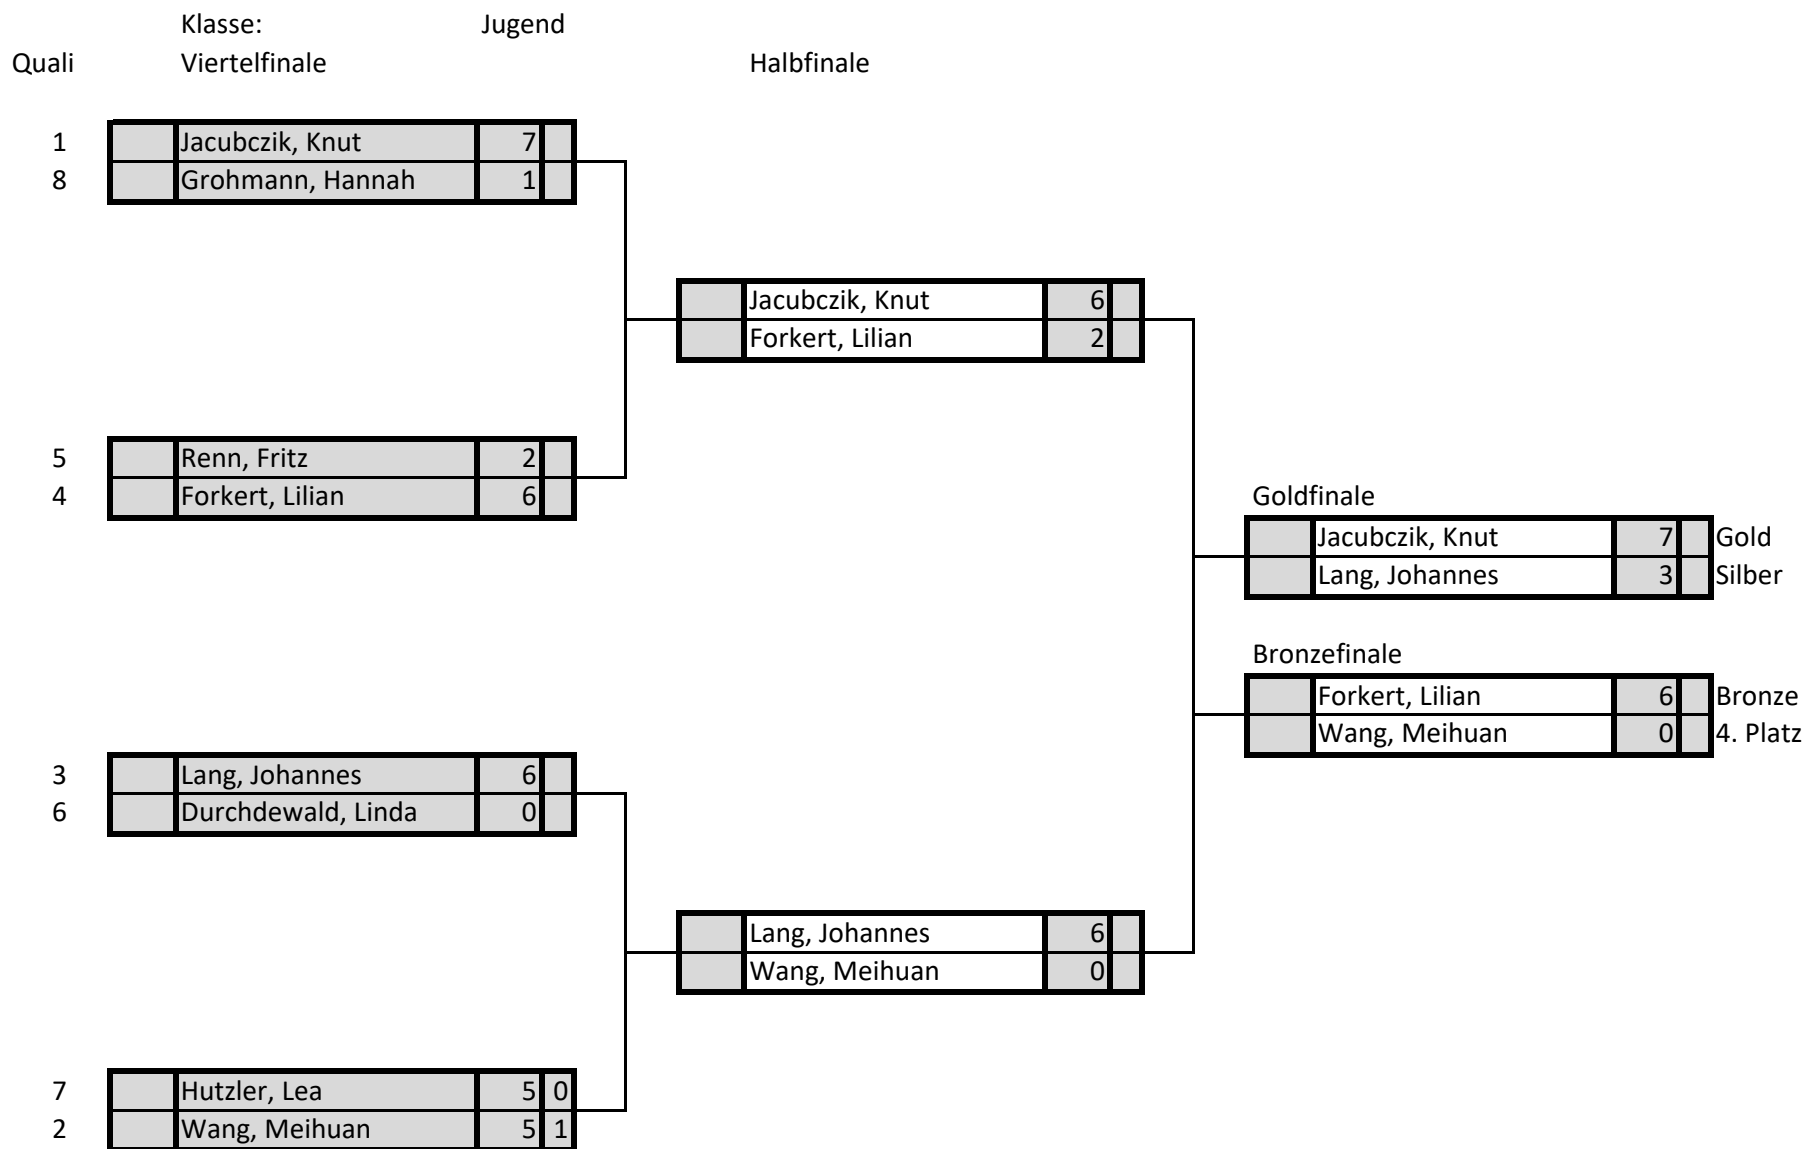 Klasse: Jugend
Quali Viertelfinale Halbfinale
1 Jacubczik, Knut 7
8 Grohmann, Hannah 1
Jacubczik, Knut 6
Forkert, Lilian 2
5 Renn, Fritz 2
4 Forkert, Lilian 6
Goldfinale
Jacubczik, Knut 7 Gold
Lang, Johannes 3 Silber
Bronzefinale
Forkert, Lilian 6 Bronze
Wang, Meihuan 0 4. Platz
3 Lang, Johannes 6
6 Durchdewald, Linda 0
Lang, Johannes 6
Wang, Meihuan 0
7 Hutzler, Lea 5 0
2 Wang, Meihuan 5 1